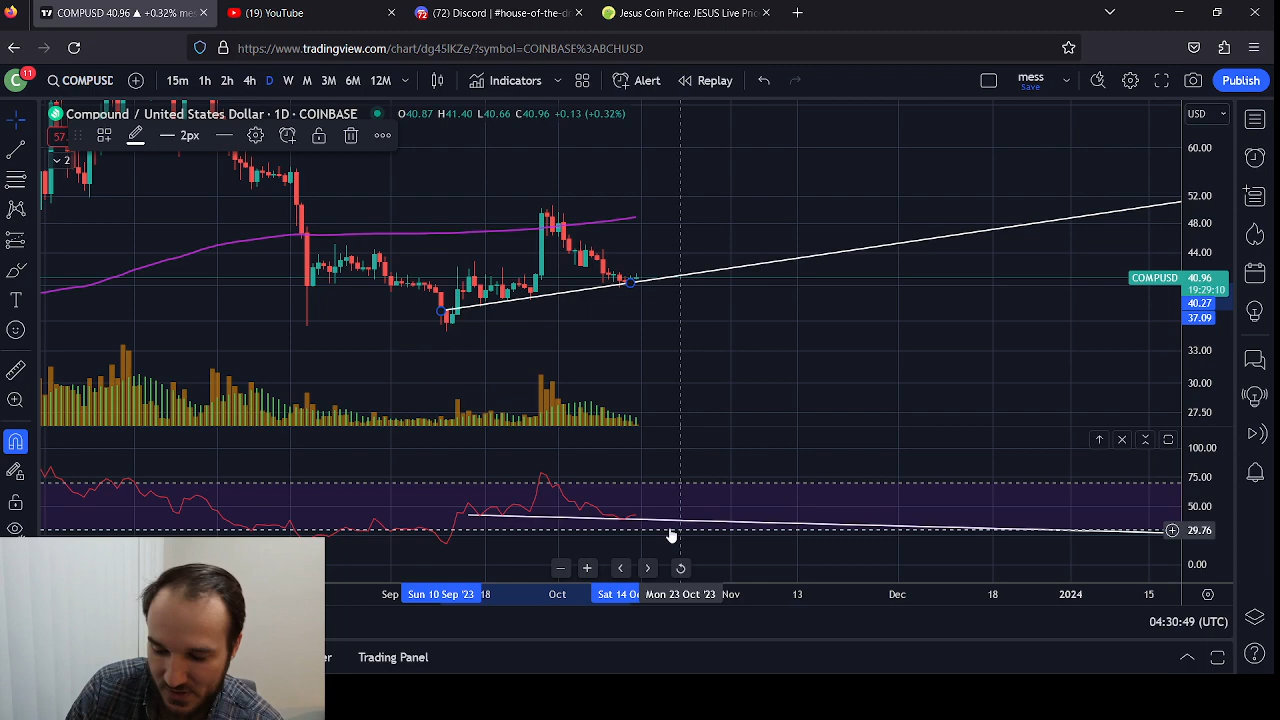 COMPUSD 40.96 ▲ +0.32% mess
(19) YouTube
(72) Discord | #house-of-the-dr
Jesus Coin Price: JESUS Live Pric
https://www.tradingview.com/chart/dg45lKZe/?symbol=COINBASE%3ABCHUSD
C
11
COMPUSD
15m 1h 2h 4h D W M 3M 6M 12M
Indicators
Alert
Replay
mess
Save
Publish
Compound / United States Dollar · 1D · COINBASE
O40.87 H41.40 L40.66 C40.96 +0.13 (+0.32%)
USD
57.
2px
2
60.00
52.00
48.00
44.00
COMPUSD 40.96
19:29:10
40.27
37.09
33.00
30.00
27.50
100.00
75.00
50.00
29.76
0.00
Sep
Sun 10 Sep '23
18
Oct
Sat 14 Oc
Mon 23 Oct '23
Nov
13
Dec
18
2024
15
04:30:49 (UTC)
Trading Panel